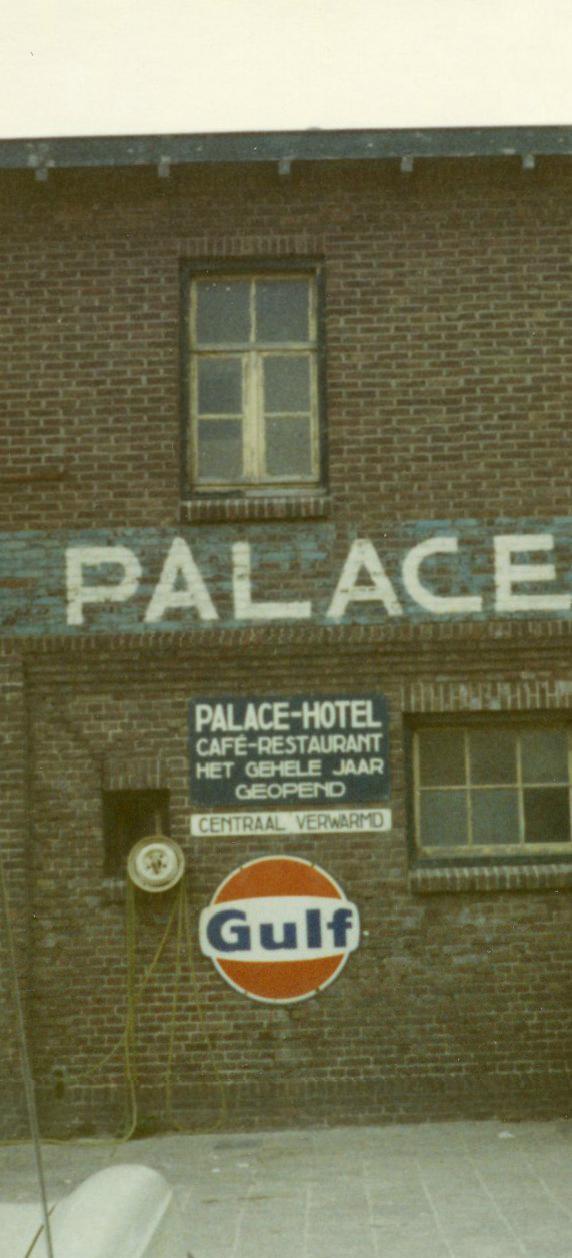 PALACE
PALACE-HOTEL
CAFÉ-RESTAURANT
HET GEHELE JAAR
GEOPEND
CENTRAAL VERWARMD
Gulf